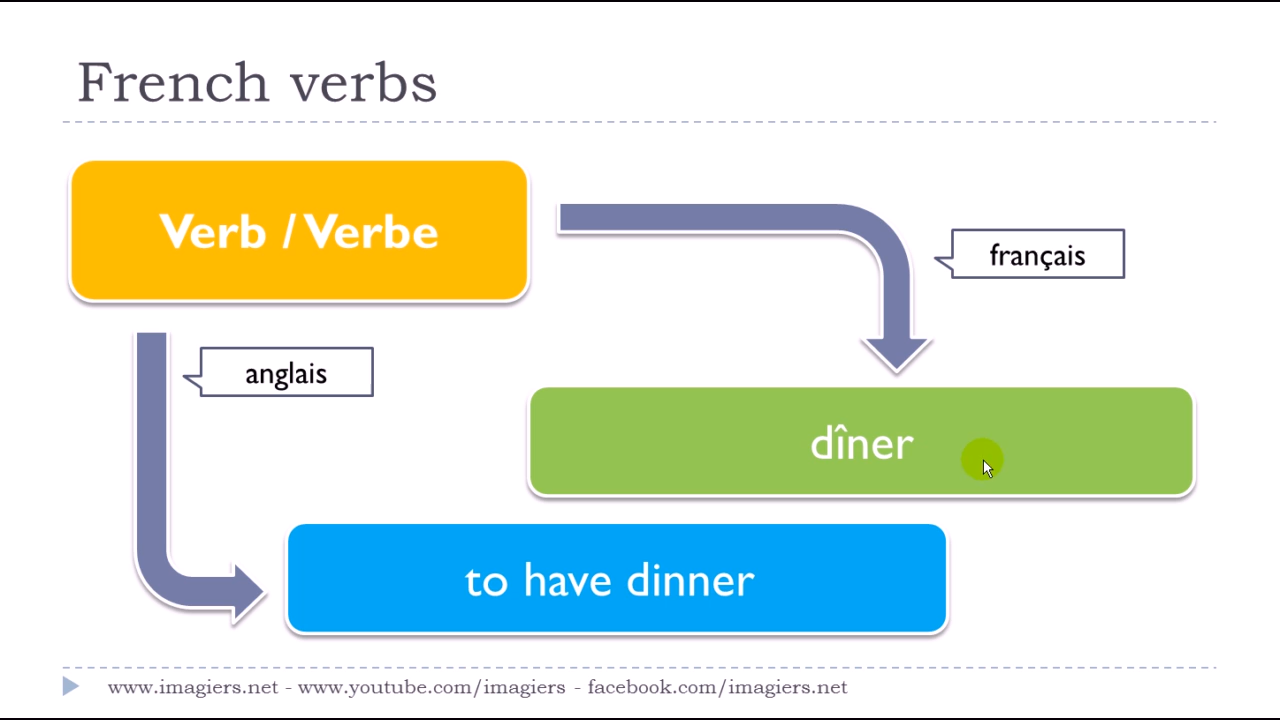 French verbs
Verb / Verbe
français
anglais
dîner
to have dinner
www.imagiers.net - www.youtube.com/imagiers - facebook.com/imagiers.net